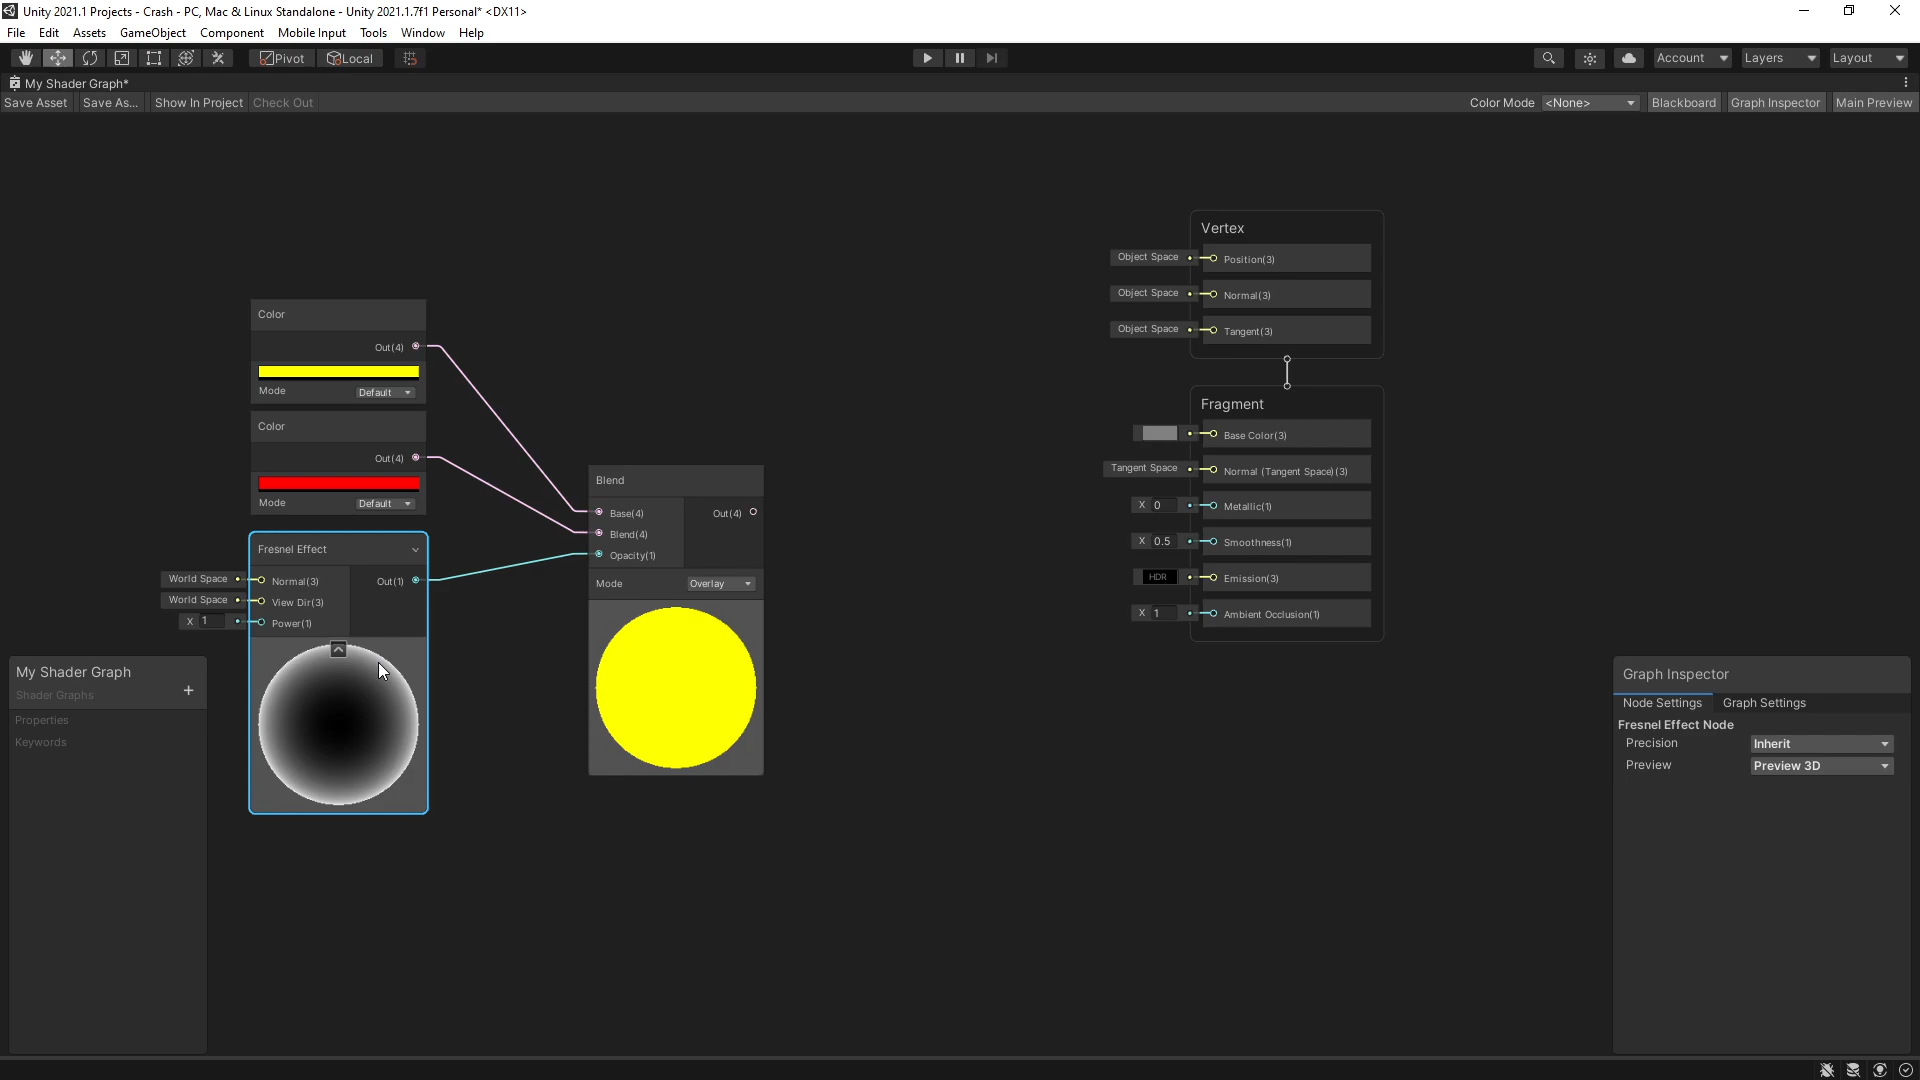 Unity 2021.1 Projects - Crash - PC, Mac & Linux Standalone - Unity 2021.1.7f1 Personal* <DX11>
File Edit Assets GameObject Component Mobile Input Tools Window Help
Pivot Local Account Layers Layout
My Shader Graph*
Save Asset Save As... Show In Project Check Out Color Mode <None> Blackboard Graph Inspector Main Preview
Vertex
Object Space Position(3)
Object Space Normal(3)
Object Space Tangent(3)
Fragment
Base Color(3)
Tangent Space Normal (Tangent Space)(3)
X 0 Metallic(1)
X 0.5 Smoothness(1)
HDR Emission(3)
X 1 Ambient Occlusion(1)
Color
Out(4)
Mode Default
Color
Out(4)
Mode Default
Fresnel Effect
World Space Normal(3) Out(1)
World Space View Dir(3)
X 1 Power(1)
Blend
Base(4) Out(4)
Blend(4)
Opacity(1)
Mode Overlay
My Shader Graph
Shader Graphs +
Properties
Keywords
Graph Inspector
Node Settings Graph Settings
Fresnel Effect Node
Precision Inherit
Preview Preview 3D